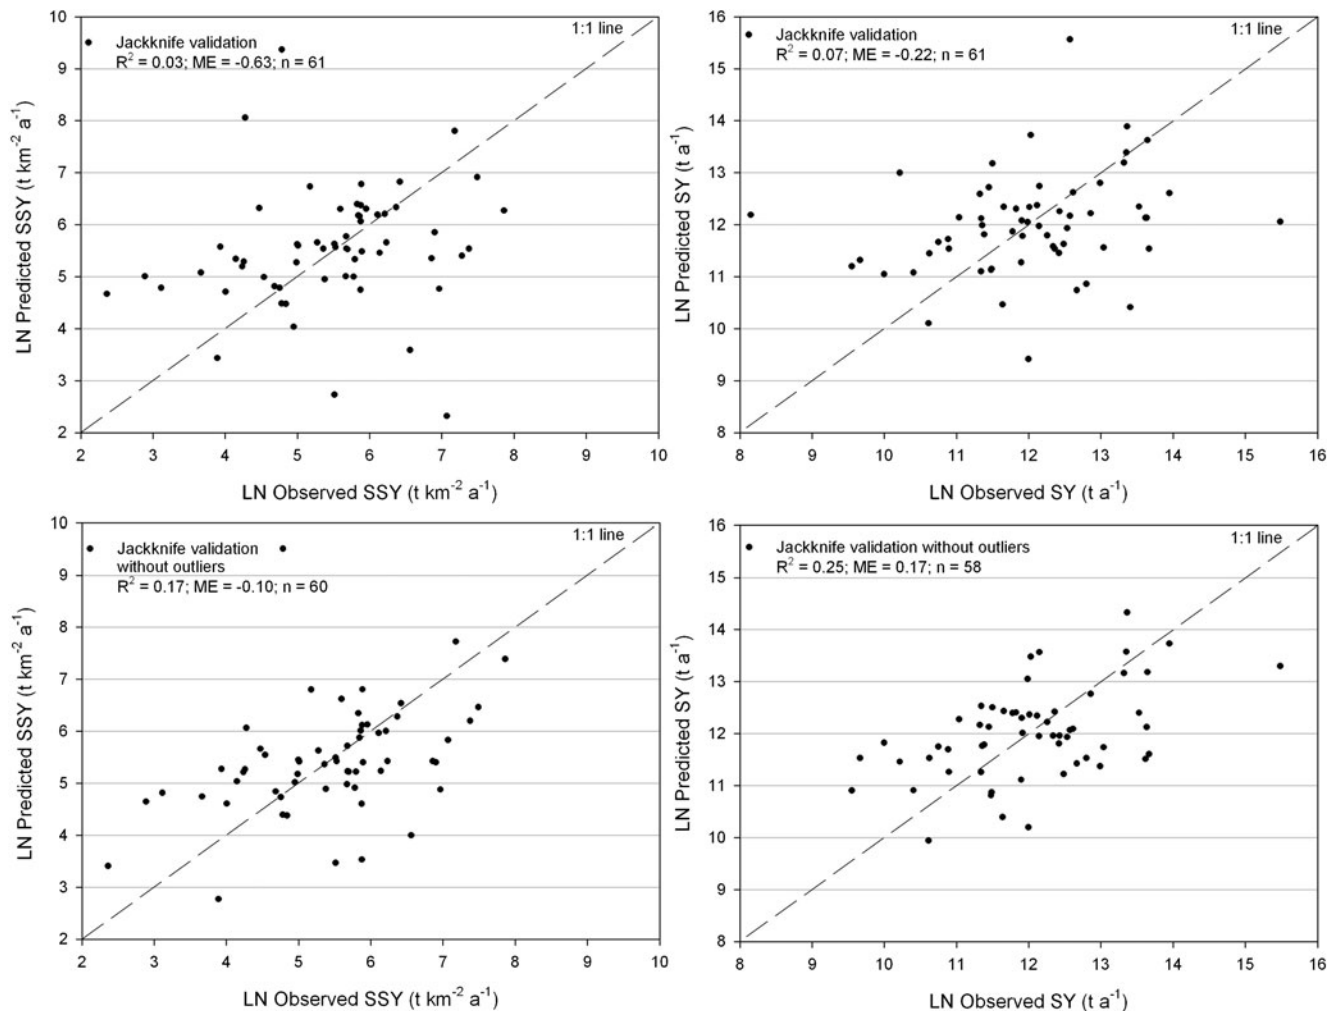 10
9
8
7
6
5
4
3
2
LN Predicted SSY (t km⁻² a⁻¹)
Jackknife validation
R² = 0.03; ME = -0.63; n = 61
1:1 line
2 3 4 5 6 7 8 9 10
LN Observed SSY (t km⁻² a⁻¹)
16
15
14
13
12
11
10
9
8
LN Predicted SY (t a⁻¹)
Jackknife validation
R² = 0.07; ME = -0.22; n = 61
1:1 line
8 9 10 11 12 13 14 15 16
LN Observed SY (t a⁻¹)
10
9
8
7
6
5
4
3
2
LN Predicted SSY (t km⁻² a⁻¹)
Jackknife validation
without outliers
R² = 0.17; ME = -0.10; n = 60
1:1 line
2 3 4 5 6 7 8 9 10
LN Observed SSY (t km⁻² a⁻¹)
16
15
14
13
12
11
10
9
8
LN Predicted SY (t a⁻¹)
Jackknife validation without outliers
R² = 0.25; ME = 0.17; n = 58
1:1 line
8 9 10 11 12 13 14 15 16
LN Observed SY (t a⁻¹)